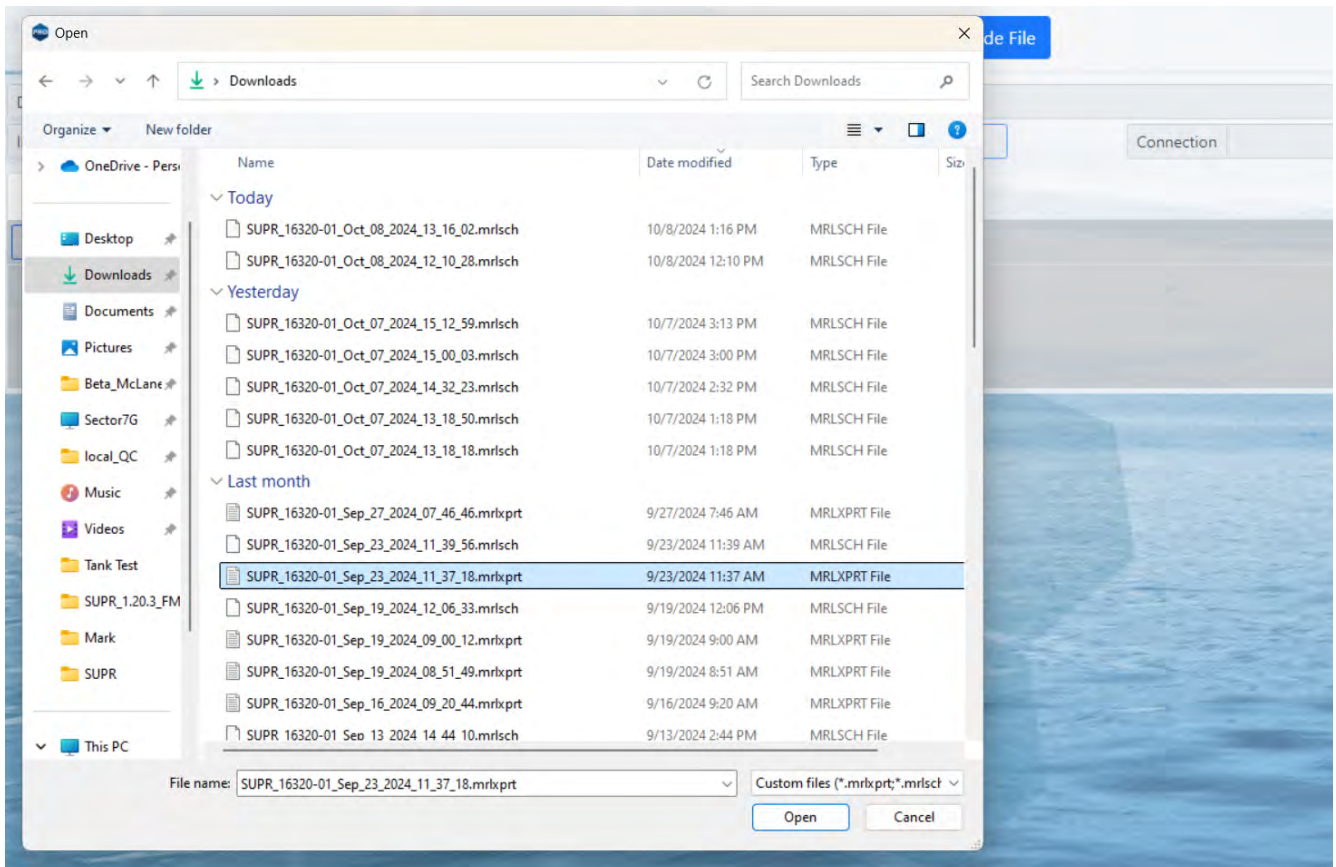 PRO Open
de File
Downloads
Search Downloads
Organize New folder
?
Connection
OneDrive - Pers
Name Date modified Type Siz
Today
Desktop
SUPR_16320-01_Oct_08_2024_13_16_02.mrlsch 10/8/2024 1:16 PM MRLSCH File
SUPR_16320-01_Oct_08_2024_12_10_28.mrlsch 10/8/2024 12:10 PM MRLSCH File
Downloads
Yesterday
Documents
SUPR_16320-01_Oct_07_2024_15_12_59.mrlsch 10/7/2024 3:13 PM MRLSCH File
Pictures
SUPR_16320-01_Oct_07_2024_15_00_03.mrlsch 10/7/2024 3:00 PM MRLSCH File
Beta_McLane
SUPR_16320-01_Oct_07_2024_14_32_23.mrlsch 10/7/2024 2:32 PM MRLSCH File
Sector7G
SUPR_16320-01_Oct_07_2024_13_18_50.mrlsch 10/7/2024 1:18 PM MRLSCH File
local_QC
SUPR_16320-01_Oct_07_2024_13_18_18.mrlsch 10/7/2024 1:18 PM MRLSCH File
Music
Last month
Videos
SUPR_16320-01_Sep_27_2024_07_46_46.mrlxprt 9/27/2024 7:46 AM MRLXPRT File
SUPR_16320-01_Sep_23_2024_11_39_56.mrlsch 9/23/2024 11:39 AM MRLSCH File
Tank Test
SUPR_16320-01_Sep_23_2024_11_37_18.mrlxprt 9/23/2024 11:37 AM MRLXPRT File
SUPR_1.20.3_FM
SUPR_16320-01_Sep_19_2024_12_06_33.mrlsch 9/19/2024 12:06 PM MRLSCH File
Mark
SUPR_16320-01_Sep_19_2024_09_00_12.mrlxprt 9/19/2024 9:00 AM MRLXPRT File
SUPR
SUPR_16320-01_Sep_19_2024_08_51_49.mrlxprt 9/19/2024 8:51 AM MRLXPRT File
SUPR_16320-01_Sep_16_2024_09_20_44.mrlxprt 9/16/2024 9:20 AM MRLXPRT File
This PC
SUPR_16320-01_Sep_13_2024_14_44_10.mrlsch 9/13/2024 2:44 PM MRLSCH File
File name: SUPR_16320-01_Sep_23_2024_11_37_18.mrlxprt Custom files (*.mrlxprt;*.mrlsch
Open Cancel